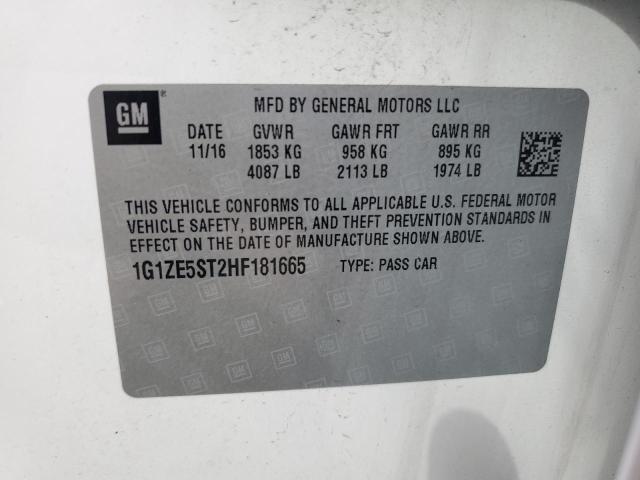 GM ®
MFD BY GENERAL MOTORS LLC
DATE GVWR GAWR FRT GAWR RR
11/16 1853 KG 958 KG 895 KG
4087 LB 2113 LB 1974 LB
THIS VEHICLE CONFORMS TO ALL APPLICABLE U.S. FEDERAL MOTOR
VEHICLE SAFETY, BUMPER, AND THEFT PREVENTION STANDARDS IN
EFFECT ON THE DATE OF MANUFACTURE SHOWN ABOVE.
1G1ZE5ST2HF181665 TYPE: PASS CAR